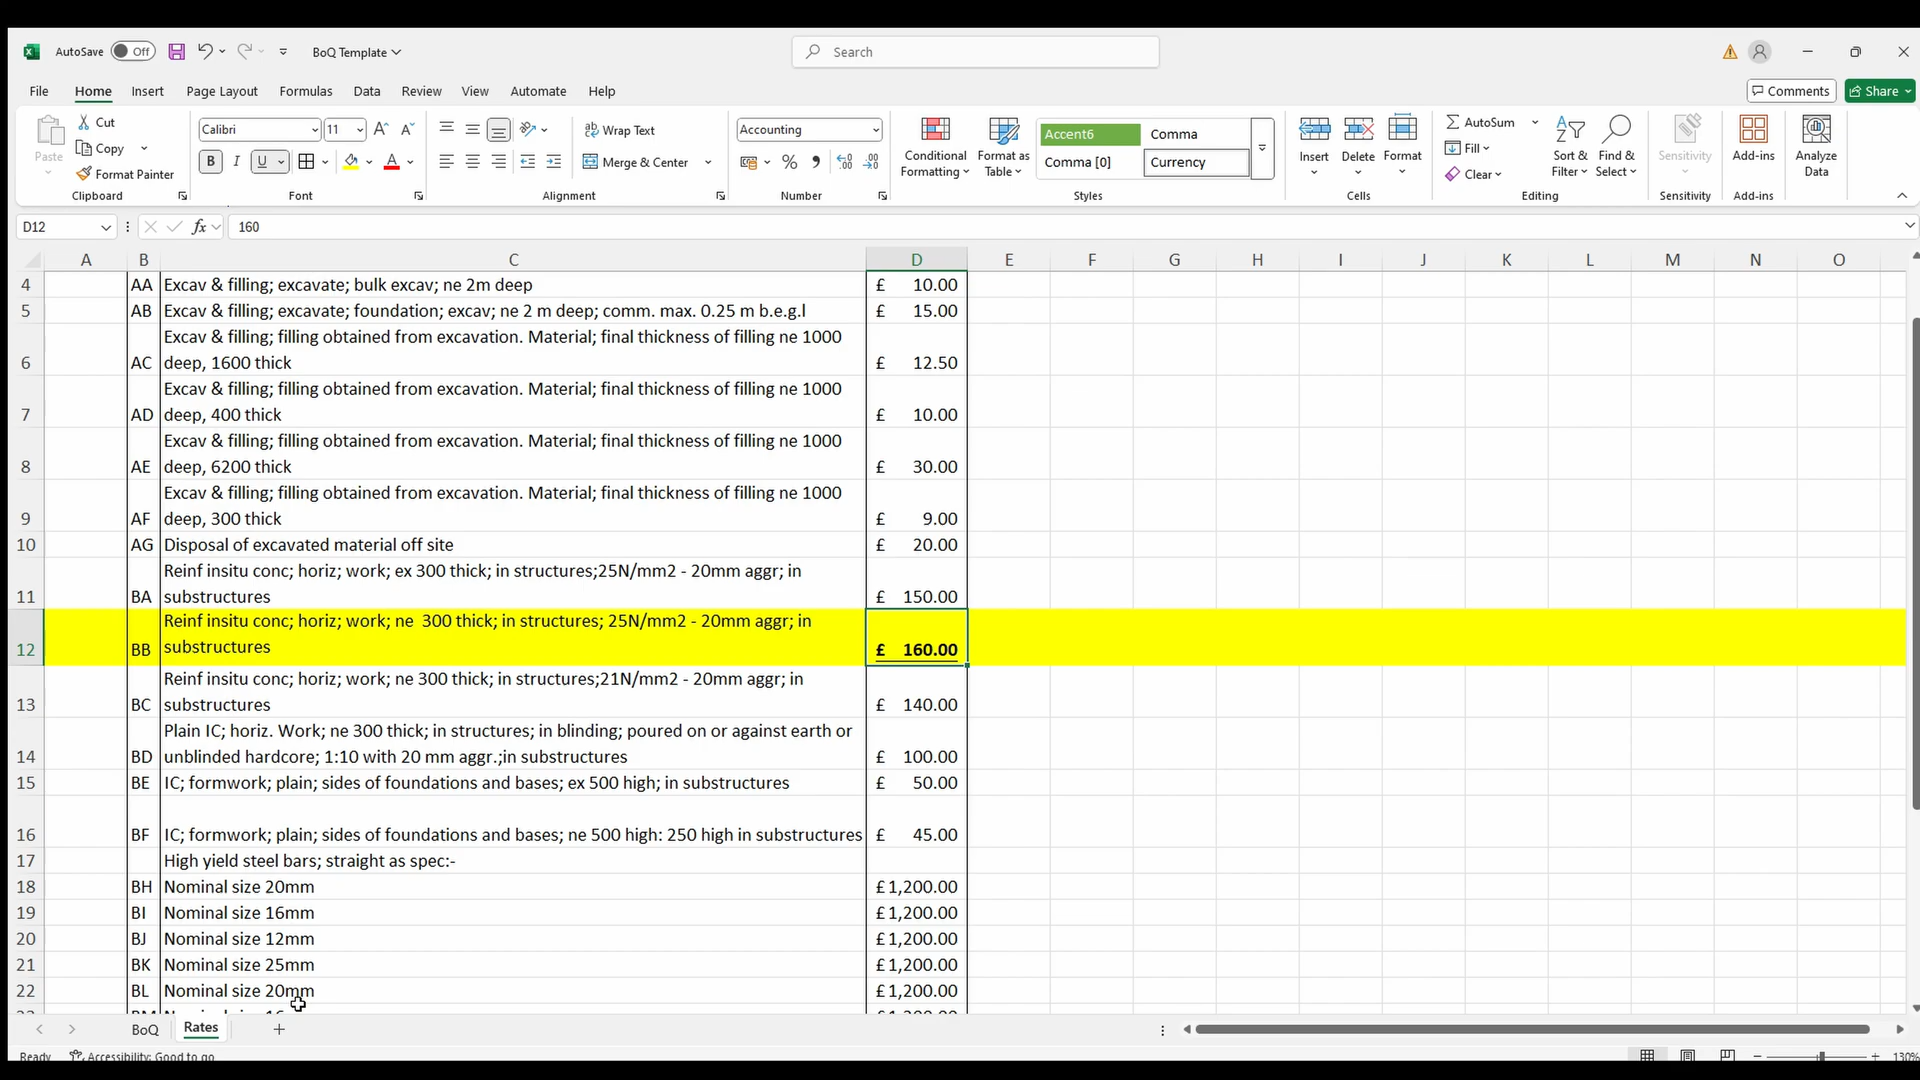 AutoSave Off BoQ Template Search
File Home Insert Page Layout Formulas Data Review View Automate Help Comments Share
Paste Cut Copy Format Painter Clipboard
Calibri 11 B I U A Font
Wrap Text Merge & Center Alignment
Accounting % Number
Conditional Formatting Format as Table Accent6 Comma Comma [0] Currency Styles
Insert Delete Format Cells
AutoSum Fill Clear Sort & Filter Find & Select Editing
Sensitivity Sensitivity Add-ins Add-ins Analyze Data
D12 fx 160
A B C D E F G H I J K L M N O
4 AA Excav & filling; excavate; bulk excav; ne 2m deep £ 10.00
5 AB Excav & filling; excavate; foundation; excav; ne 2 m deep; comm. max. 0.25 m b.e.g.l £ 15.00
Excav & filling; filling obtained from excavation. Material; final thickness of filling ne 1000
6 AC deep, 1600 thick £ 12.50
Excav & filling; filling obtained from excavation. Material; final thickness of filling ne 1000
7 AD deep, 400 thick £ 10.00
Excav & filling; filling obtained from excavation. Material; final thickness of filling ne 1000
8 AE deep, 6200 thick £ 30.00
Excav & filling; filling obtained from excavation. Material; final thickness of filling ne 1000
9 AF deep, 300 thick £ 9.00
10 AG Disposal of excavated material off site £ 20.00
Reinf insitu conc; horiz; work; ex 300 thick; in structures;25N/mm2 - 20mm aggr; in
11 BA substructures £ 150.00
Reinf insitu conc; horiz; work; ne  300 thick; in structures; 25N/mm2 - 20mm aggr; in
12 BB substructures £ 160.00
Reinf insitu conc; horiz; work; ne 300 thick; in structures;21N/mm2 - 20mm aggr; in
13 BC substructures £ 140.00
Plain IC; horiz. Work; ne 300 thick; in structures; in blinding; poured on or against earth or
14 BD unblinded hardcore; 1:10 with 20 mm aggr.;in substructures £ 100.00
15 BE IC; formwork; plain; sides of foundations and bases; ex 500 high; in substructures £ 50.00
16 BF IC; formwork; plain; sides of foundations and bases; ne 500 high: 250 high in substructures £ 45.00
17 High yield steel bars; straight as spec:-
18 BH Nominal size 20mm £1,200.00
19 BI Nominal size 16mm £1,200.00
20 BJ Nominal size 12mm £1,200.00
21 BK Nominal size 25mm £1,200.00
22 BL Nominal size 20mm £1,200.00
BoQ Rates
Ready Accessibility: Good to go 130%